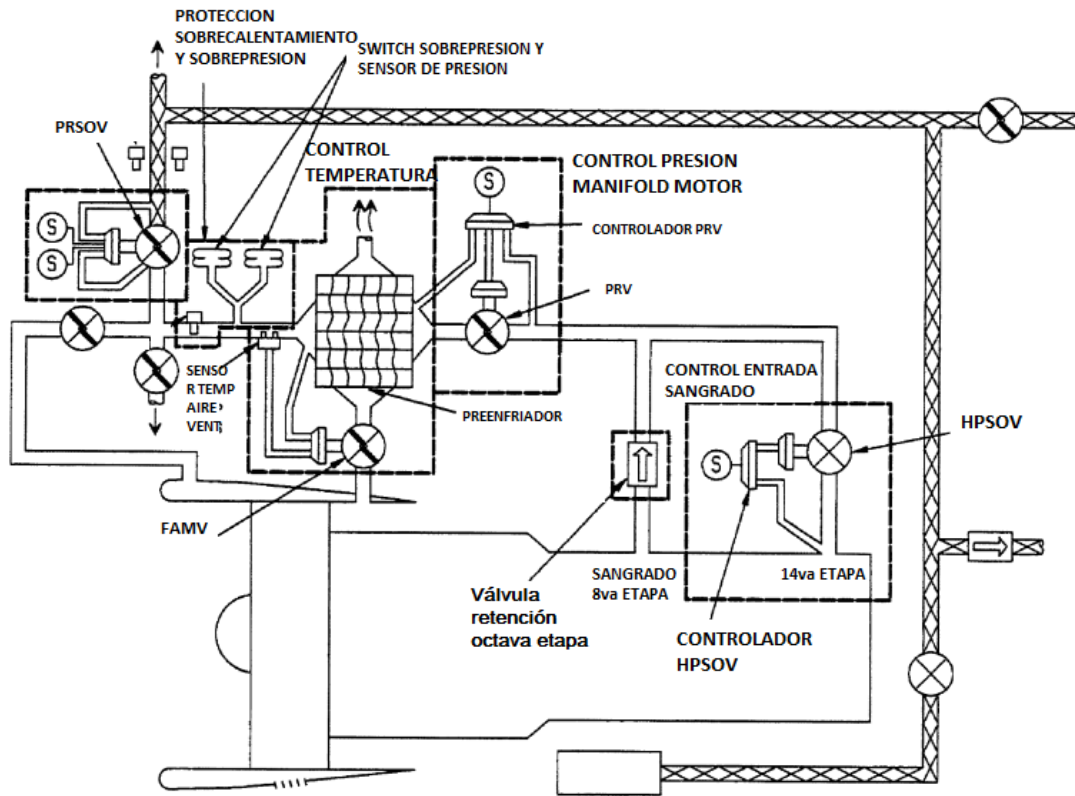 PROTECCION
SOBRECALENTAMIENTO
Y SOBREPRESION
SWITCH SOBREPRESION Y
SENSOR DE PRESION
PRSOV
CONTROL
TEMPERATURA
CONTROL PRESION
MANIFOLD MOTOR
S
CONTROLADOR PRV
S
S
PRV
SENSO
R TEMP
AIRE
VENT
PREENFRIADOR
CONTROL ENTRADA
SANGRADO
HPSOV
S
FAMV
SANGRADO
8va ETAPA
14va ETAPA
Válvula
retención
octava etapa
CONTROLADOR
HPSOV